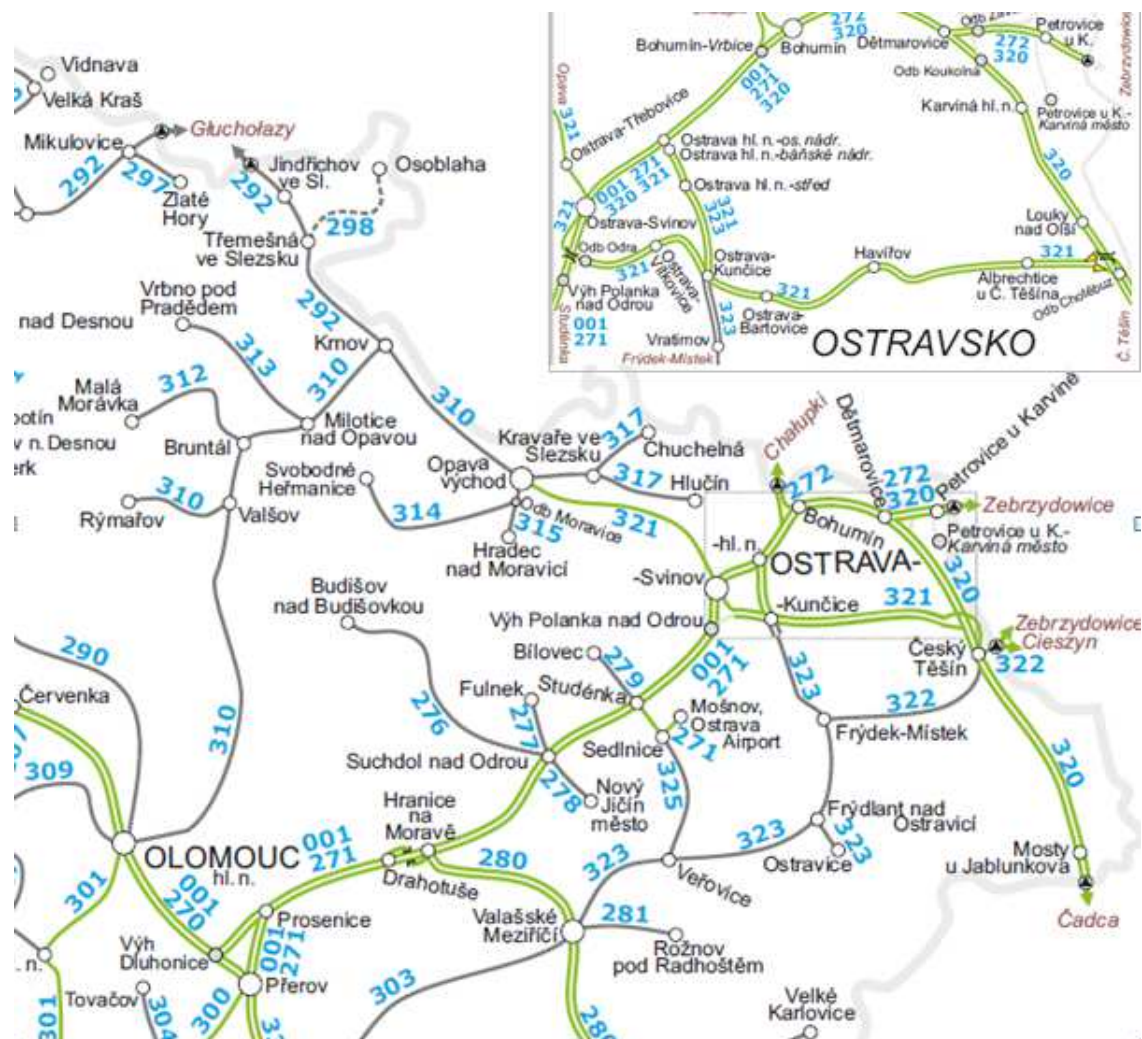 Vidnava
Velká Kraš
Mikulovice
Głuchołazy
292
297
Zlaté
Hory
Jindřichov
ve Sl.
292
Osoblaha
298
Třemešná
ve Slezsku
292
Vrbno pod
Pradědem
nad Desnou
313
Krnov
312
310
Malá
Morávka
310
Milotice
nad Opavou
Bruntál
v n. Desnou
310
Rýmařov
Valšov
Svobodné
Heřmanice
314
Opava
východ
Kravaře ve
Slezsku
317
Chuchelná
317
Hlučín
Odb Moravice
315
Hradec
nad Moravicí
321
Chałupki
272
Bohumín
Dětmarovice
272
320
Petrovice u Karviné
Zebrzydowice
Petrovice u K.-
Karviná město
-hl. n.
OSTRAVA-
-Svinov
-Kunčice
321
320
Výh Polanka nad Odrou
Zebrzydowice
Cieszyn
Český
Těšín
322
Budišov
nad Budišovkou
Bílovec
279
001
271
Studénka
Fulnek
277
276
Mošnov,
Ostrava
Airport
271
Sedlnice
323
322
Frýdek-Místek
290
Červenka
310
309
Suchdol nad Odrou
278
Nový
Jičín
město
325
320
Hranice
na
Moravě
001
271
Drahotuše
280
Frýdlant nad
Ostravicí
323
323
323
Ostravice
Veřovice
Mosty
u Jablunková
Čadca
OLOMOUC
hl. n.
301
001
270
Prosenice
001
271
Výh
Dluhonice
Přerov
Valašské
Meziříčí
281
Rožnov
pod Radhoštěm
303
Tovačov
304
300
301
280
Velké
Karlovice
Bohumín-Vrbice
Bohumín
272
320
Dětmarovice
272
320
Petrovice
u K.
Zebrzydowice
Odb Koukolná
Karviná hl. n.
Petrovice u K.-
Karviná město
001
271
320
Opava
321
Ostrava-Třebovice
Ostrava hl. n.-os. nádr.
Ostrava hl. n.-báňské nádr.
001 271
320 321
Ostrava hl. n.-střed
320
321
323
321
Ostrava-Svinov
Odb Odra
321
Ostrava-
Vítkovice
Ostrava-
Kunčice
Havířov
321
Louky
nad Olší
Albrechtice
u Č. Těšína
Odb Chotěbuz
Výh Polanka
nad Odrou
321
Ostrava-
Bartovice
Studénka
001
271
323
Vratimov
Frýdek-Místek
OSTRAVSKO
Č. Těšín